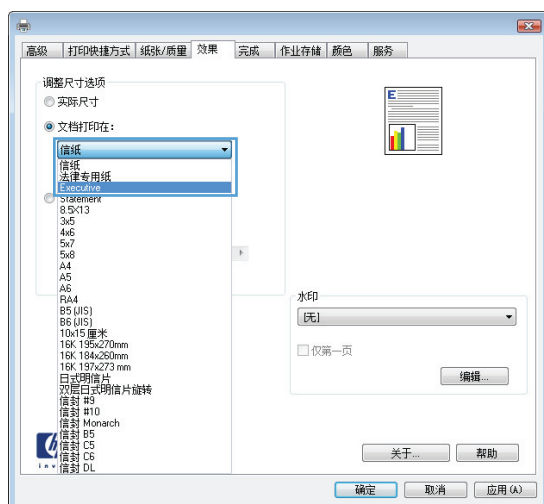 高级 打印快捷方式 纸张/质量 效果 完成 作业存储 颜色 服务
调整尺寸选项
实际尺寸
文档打印在：
信纸
信纸
法律专用纸
Executive
Statement
8.5X13
3x5
4x6
5x7
5x8
A4
A5
A6
RA4
B5 (JIS)
B6 (JIS)
10x15 厘米
16K 195x270mm
16K 184x260mm
16K 197x273 mm
日式明信片
双层日式明信片旋转
信封 #9
信封 #10
信封 Monarch
信封 B5
信封 C5
信封 C6
信封 DL
E
水印
[无]
仅第一页
编辑...
inv
关于... 帮助
确定 取消 应用(A)